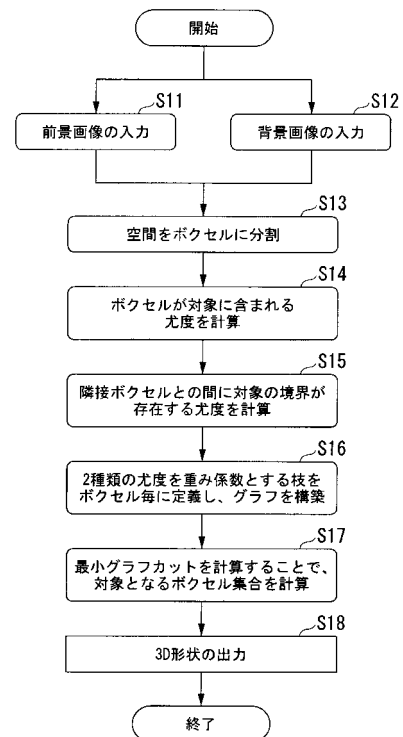 開始
S11
前景画像の入力
S12
背景画像の入力
S13
空間をボクセルに分割
S14
ボクセルが対象に含まれる
尤度を計算
S15
隣接ボクセルとの間に対象の境界が
存在する尤度を計算
S16
2種類の尤度を重み係数とする枝を
ボクセル毎に定義し、グラフを構築
S17
最小グラフカットを計算することで、
対象となるボクセル集合を計算
S18
3D形状の出力
終了